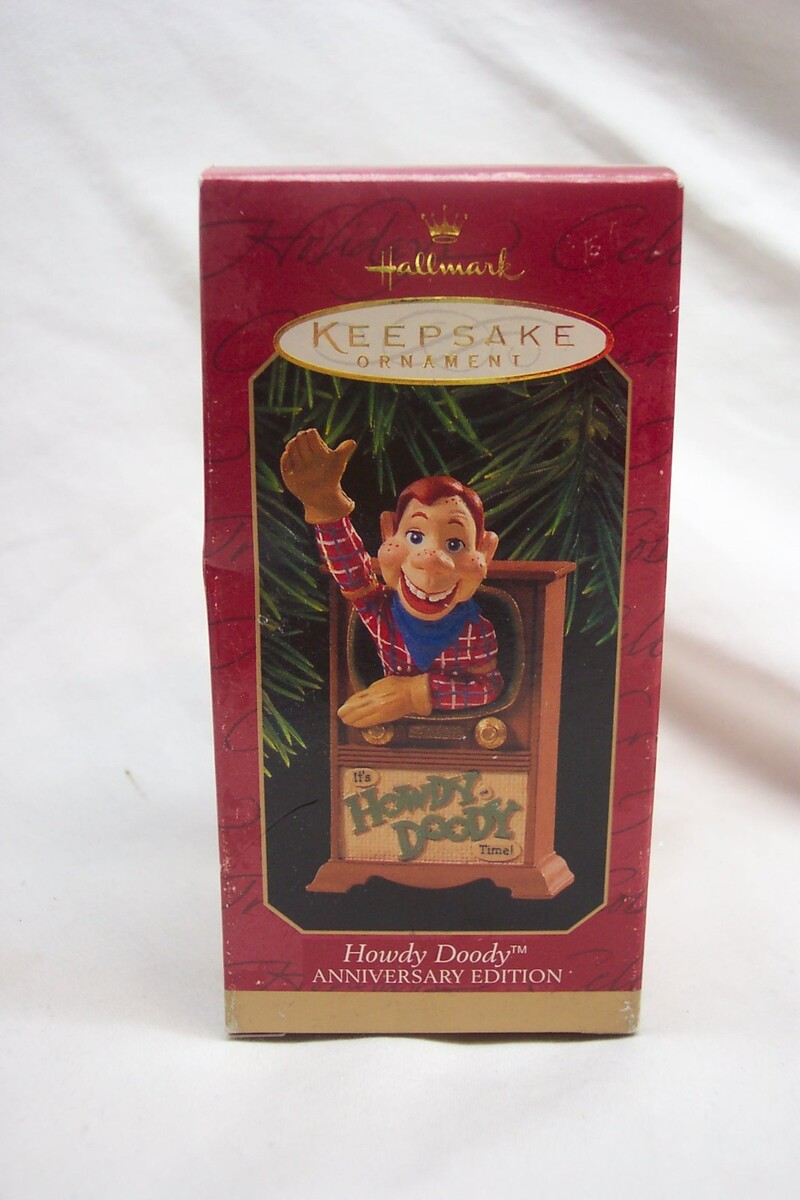 Hallmark
KEEPSAKE
ORNAMENT
It's
HOWDY
DOODY
Time!
Howdy Doody™
ANNIVERSARY EDITION